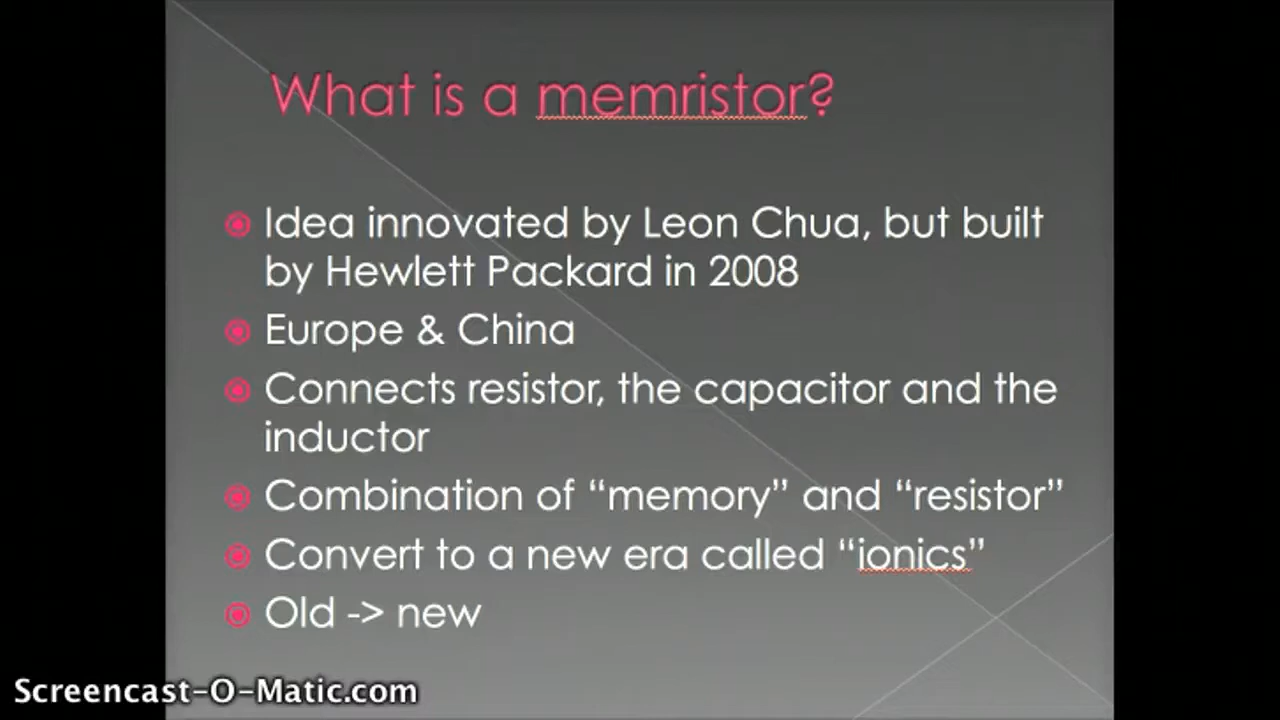 What is a memristor?
Idea innovated by Leon Chua, but built
by Hewlett Packard in 2008
Europe & China
Connects resistor, the capacitor and the
inductor
Combination of “memory” and “resistor”
Convert to a new era called “ionics”
Old -> new
Screencast-O-Matic.com